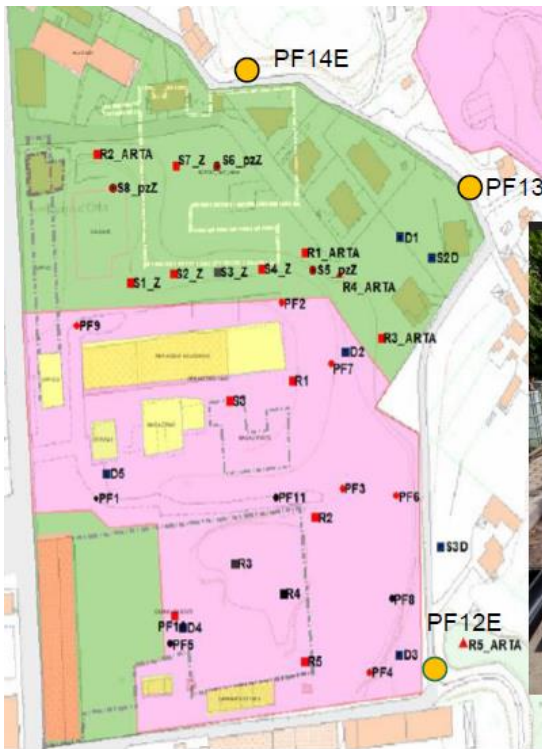 PF14E
R2_ARTA
S7_Z
S6_pzZ
S8_pzZ
PF13
D1
S2D
R1_ARTA
S1_Z
S2_Z
S3_Z
S4_Z
S5_pzZ
R4_ARTA
PF2
PF9
R3_ARTA
D2
PF7
R1
S3
D5
PF1
PF11
PF3
PF6
R2
S3D
R3
R4
PF8
D4
PF5
PF12E
R5_ARTA
R5
D3
PF4